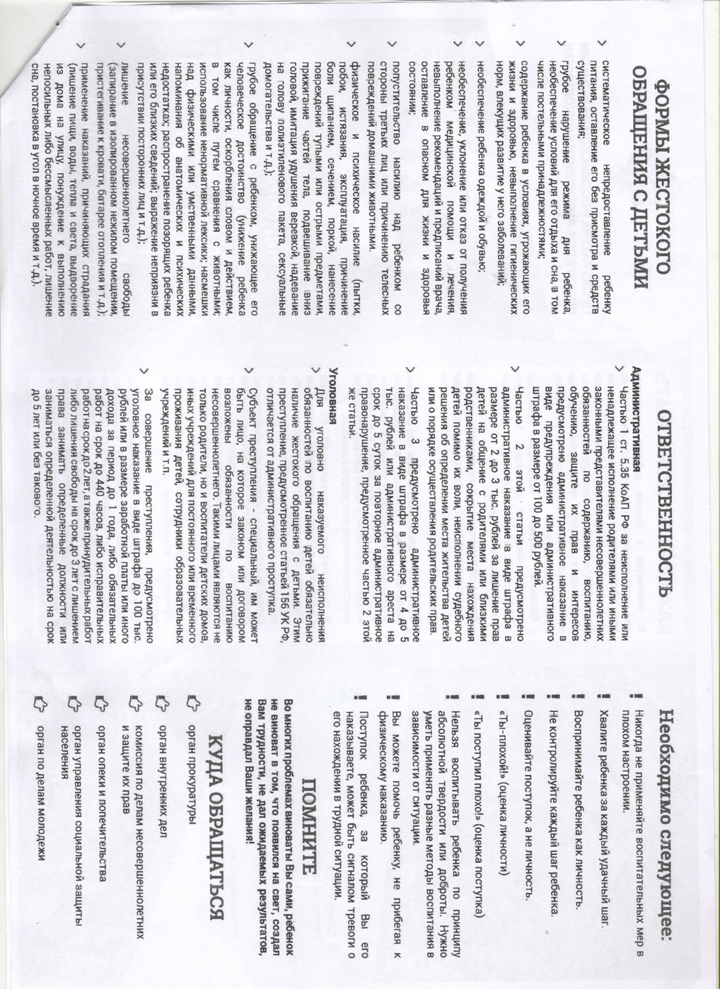 ФОРМЫ ЖЕСТОКОГО
ОБРАЩЕНИЯ С ДЕТЬМИ
> систематическое непредоставление ребенку
питания, оставление его без присмотра и средств
существования;
> грубое нарушение режима дня ребенка,
необеспечение условий для его отдыха и сна, в том
числе постельными принадлежностями;
> содержание ребенка в условиях, угрожающих его
жизни и здоровью, невыполнение гигиенических
норм, влекущих развитие у него заболеваний;
> необеспечение ребенка одеждой и обувью;
> необеспечение, уклонение или отказ от получения
ребенком медицинской помощи и лечения,
невыполнение рекомендаций и предписаний врача,
оставление в опасном для жизни и здоровья
состоянии;
> попустительство насилию над ребенком со
стороны третьих лиц или причинению телесных
повреждений домашними животными.
> физическое и психическое насилие (пытки,
побои, истязания, эксплуатация, причинение
боли щипанием, сечением, поркой, нанесение
повреждений тупыми или острыми предметами,
прижигание частей тела, подвешивание вниз
головой, имитация удушения веревкой, надевание
на голову полиэтиленового пакета, сексуальные
домогательства и т.д.);
> грубое обращение с ребенком, унижающее его
человеческое достоинство (унижение ребенка
как личности, оскорбления словом и действием,
в том числе путем сравнения с животными;
использование ненормативной лексики; насмешки
над физическими или умственными данными,
напоминания об анатомических и психических
недостатках; распространение позорящих ребенка
или его близких сведений; выражение неприязни в
присутствии посторонних лиц и т.д.);
> лишение несовершеннолетнего свободы
(запирание в изолированном нежилом помещении,
пристегивание к кровати, батарее отопления и т.д.);
> применение наказаний, причиняющих страдания
(лишение пищи, воды, тепла и света, выдворение
из дома на улицу, понуждение к выполнению
непосильных либо бессмысленных работ, лишение
сна, постановка в угол в ночное время и т.д.).
ОТВЕТСТВЕННОСТЬ
Административная
> Частью 1 ст. 5.35 КоАП РФ за неисполнение или
ненадлежащее исполнение родителями или иными
законными представителями несовершеннолетних
обязанностей по содержанию, воспитанию,
обучению, защите их прав и интересов
предусмотрено административное наказание в
виде предупреждения или административного
штрафа в размере от 100 до 500 рублей.
> Частью 2 этой статьи предусмотрено
административное наказание в виде штрафа в
размере от 2 до 3 тыс. рублей за лишение прав
детей на общение с родителями или близкими
родственниками, сокрытие места нахождения
детей помимо их воли, неисполнении судебного
решения об определении места жительства детей
или о порядке осуществления родительских прав.
> Частью 3 предусмотрено административное
наказание в виде штрафа в размере от 4 до 5
тыс. рублей или административного ареста на
срок до 5 суток за повторное административное
правонарушение, предусмотренное частью 2 этой
же статьи.
Уголовная
> Для уголовно наказуемого неисполнения
обязанностей по воспитанию детей обязательно
наличие жестокого обращения с детьми. Этим
преступление, предусмотренное статьей 156 УК РФ,
отличается от административного проступка.
> Субъект преступления – специальный, им может
быть лицо, на которое законом или договором
возложены обязанности по воспитанию
несовершеннолетнего. Такими лицами являются не
только родители, но и воспитатели детских домов,
иных учреждений для постоянного или временного
проживания детей, сотрудники образовательных
учреждений и т.п.
> За совершение преступления, предусмотрено
уголовное наказание в виде штрафа до 100 тыс.
рублей или в размере заработной платы или иного
дохода за период до 1 года, либо обязательных
работ на срок до 440 часов, либо исправительных
работ на срок до 2 лет, а также принудительных работ
либо лишения свободы на срок до 3 лет с лишением
права занимать определенные должности или
заниматься определенной деятельностью на срок
до 5 лет или без такового.
Необходимо следующее:
! Никогда не применяйте воспитательных мер в
плохом настроении.
! Хвалите ребенка за каждый удачный шаг.
! Воспринимайте ребенка как личность.
! Не контролируйте каждый шаг ребенка.
! Оценивайте поступок, а не личность.
! «Ты-плохой!» (оценка личности)
! «Ты поступил плохо!» (оценка поступка)
! Нельзя воспитывать ребенка по принципу
абсолютной твердости или доброты. Нужно
уметь применять разные методы воспитания в
зависимости от ситуации.
! Вы можете помочь ребенку, не прибегая к
физическому наказанию.
! Поступок ребенка, за который Вы его
наказываете, может быть сигналом тревоги о
его нахождении в трудной ситуации.
ПОМНИТЕ
Во многих проблемах виноваты Вы сами, ребенок
не виноват в том, что появился на свет, создал
Вам трудности, не дал ожидаемых результатов,
не оправдал Ваши желания!
КУДА ОБРАЩАТЬСЯ
орган прокуратуры
орган внутренних дел
комиссия по делам несовершеннолетних
и защите их прав
орган опеки и попечительства
орган управления социальной защиты
населения
орган по делам молодежи